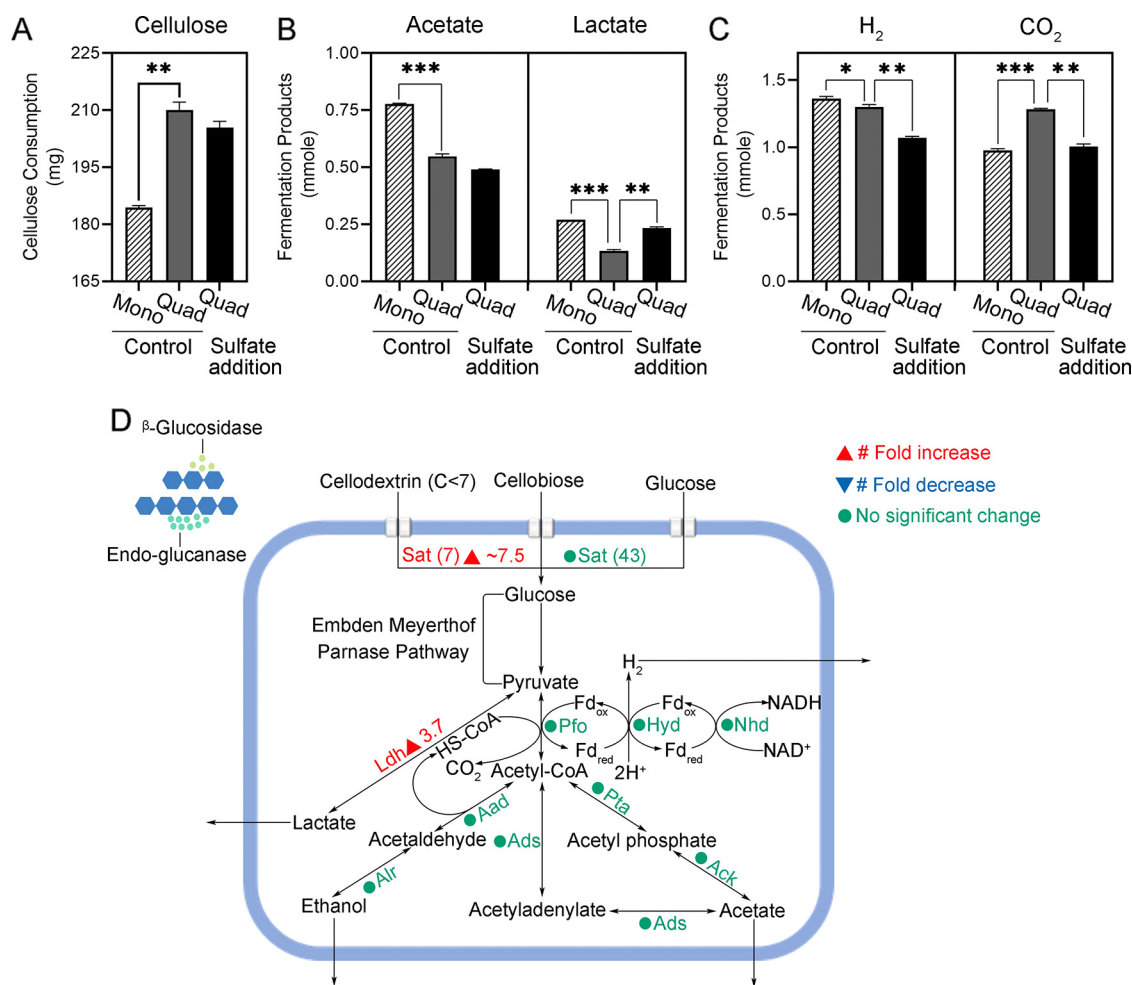 A
Cellulose
Cellulose Consumption
(mg)
225
210
195
180
165
**
Mono
Quad
Quad
Control
Sulfate
addition
B
Acetate
Lactate
Fermentation Products
(mmole)
1.00
0.75
0.50
0.25
0.00
***
***
**
Mono
Quad
Quad
Control
Sulfate
addition
Mono
Quad
Quad
Control
Sulfate
addition
C
H2
CO2
Fermentation Products
(mmole)
1.5
1.0
0.5
0.0
*
**
***
**
Mono
Quad
Quad
Control
Sulfate
addition
Mono
Quad
Quad
Control
Sulfate
addition
D
β-Glucosidase
Endo-glucanase
# Fold increase
# Fold decrease
No significant change
Cellodextrin (C<7)
Cellobiose
Glucose
Sat (7) ▲ ~7.5
Sat (43)
Glucose
Embden Meyerthof
Parnase Pathway
Pyruvate
H2
Ldh▲ 3.7
HS-CoA
CO2
Fdox
Fdox
NADH
Pfo
Hyd
Nhd
Fdred
2H+
Fdred
NAD+
Acetyl-CoA
Aad
Pta
Lactate
Acetaldehyde
Ads
Acetyl phosphate
Alr
Ack
Ethanol
Acetyladenylate
Acetate
Ads